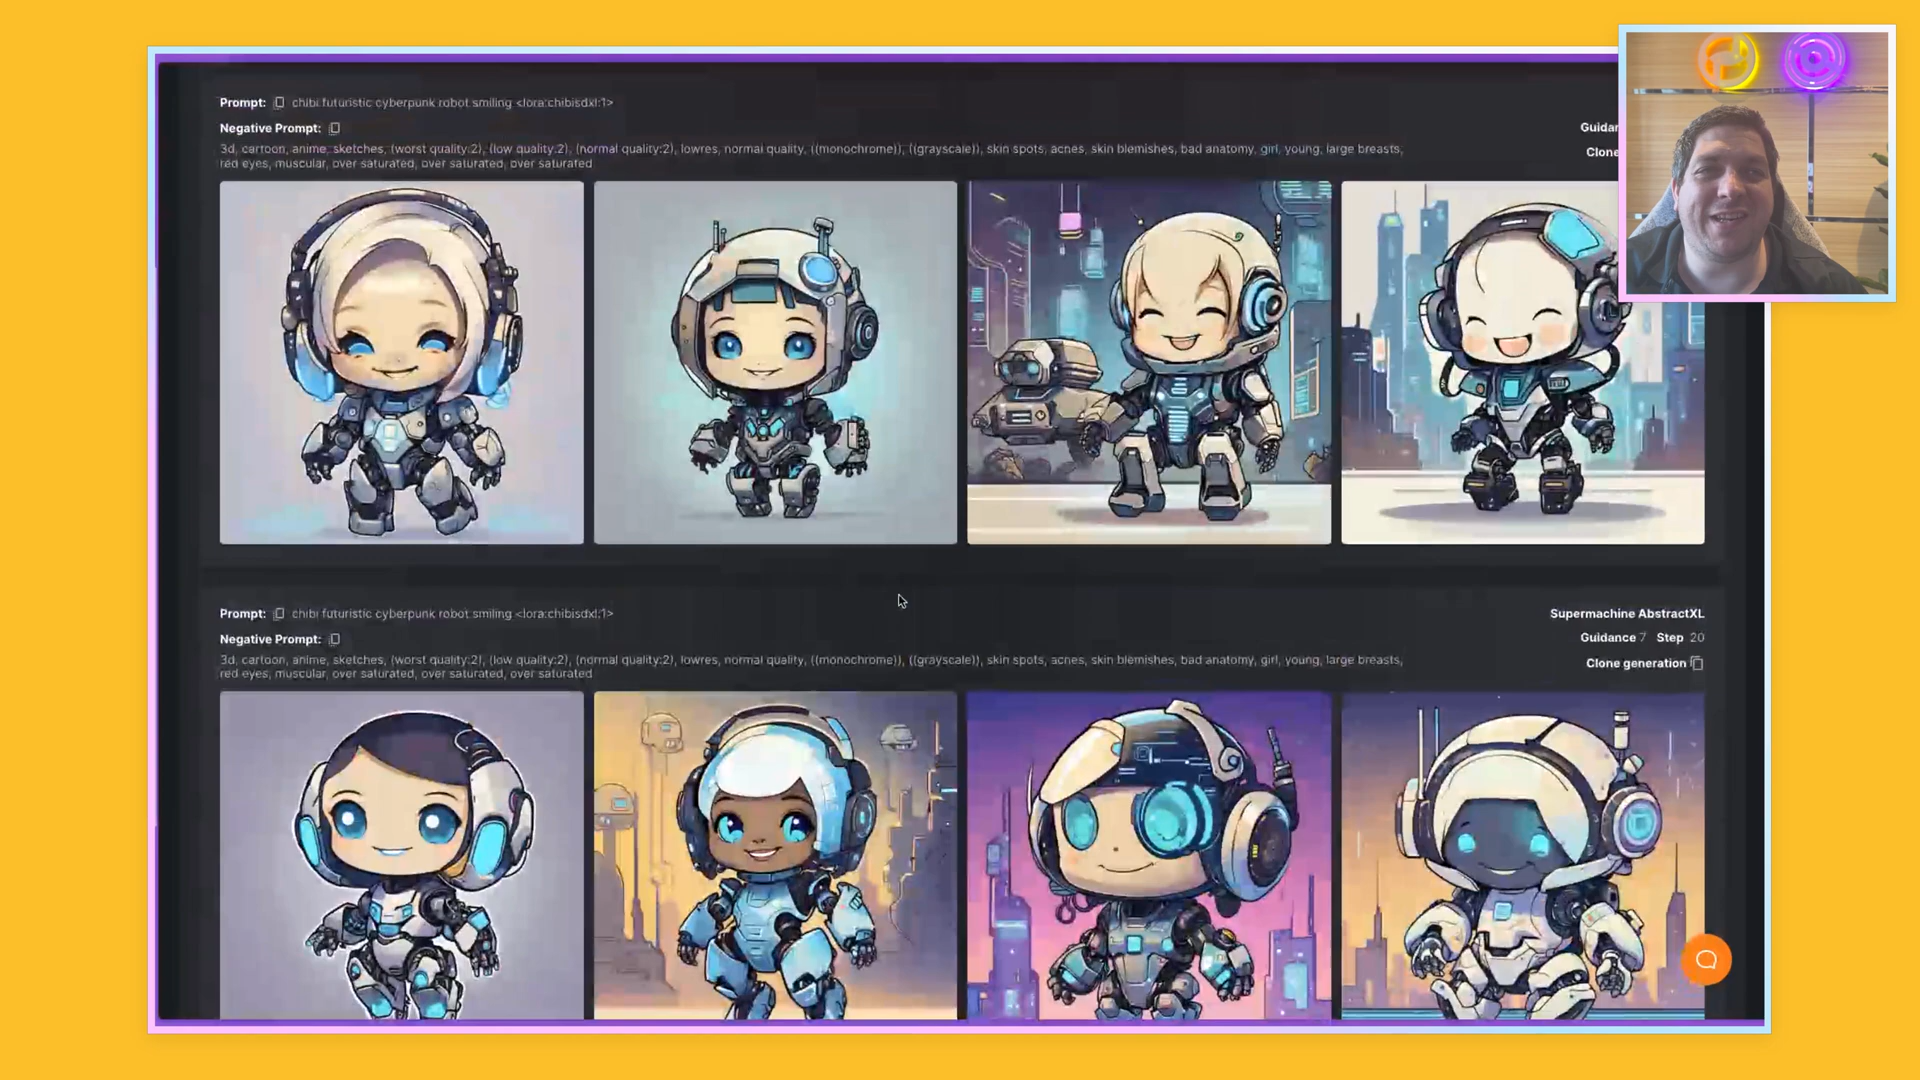 Prompt: chibi futuristic cyberpunk robot smiling <lora:chibisdxl:1>
Negative Prompt:
Guidan
3d, cartoon, anime, sketches, (worst quality:2), (low quality:2), (normal quality:2), lowres, normal quality, ((monochrome)), ((grayscale)), skin spots, acnes, skin blemishes, bad anatomy, girl, young, large breasts,
Clone
red eyes, muscular, over saturated, over saturated, over saturated
Prompt: chibi futuristic cyberpunk robot smiling <lora:chibisdxl:1>
Supermachine AbstractXL
Negative Prompt:
Guidance 7 Step 20
3d, cartoon, anime, sketches, (worst quality:2), (low quality:2), (normal quality:2), lowres, normal quality, ((monochrome)), ((grayscale)), skin spots, acnes, skin blemishes, bad anatomy, girl, young, large breasts,
Clone generation
red eyes, muscular, over saturated, over saturated, over saturated